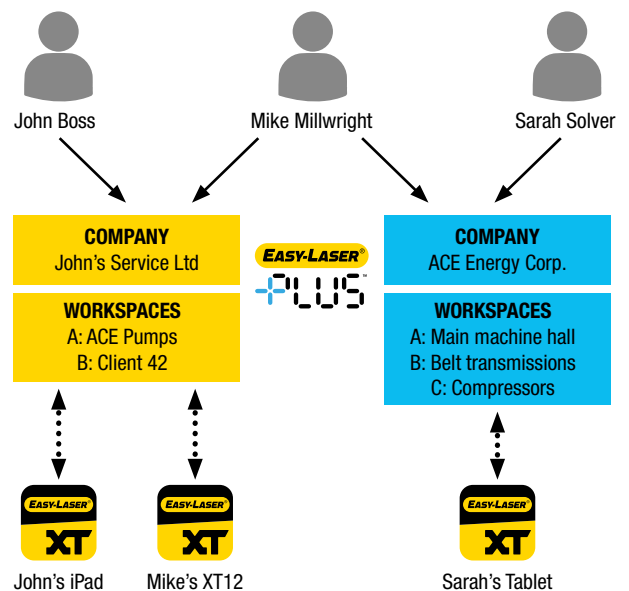 John Boss
Mike Millwright
Sarah Solver
COMPANY
John's Service Ltd
EASY-LASER®
+PLUS™
COMPANY
ACE Energy Corp.
WORKSPACES
A: ACE Pumps
B: Client 42
WORKSPACES
A: Main machine hall
B: Belt transmissions
C: Compressors
EASY-LASER®
XT
EASY-LASER®
XT
EASY-LASER®
XT
John's iPad
Mike's XT12
Sarah's Tablet